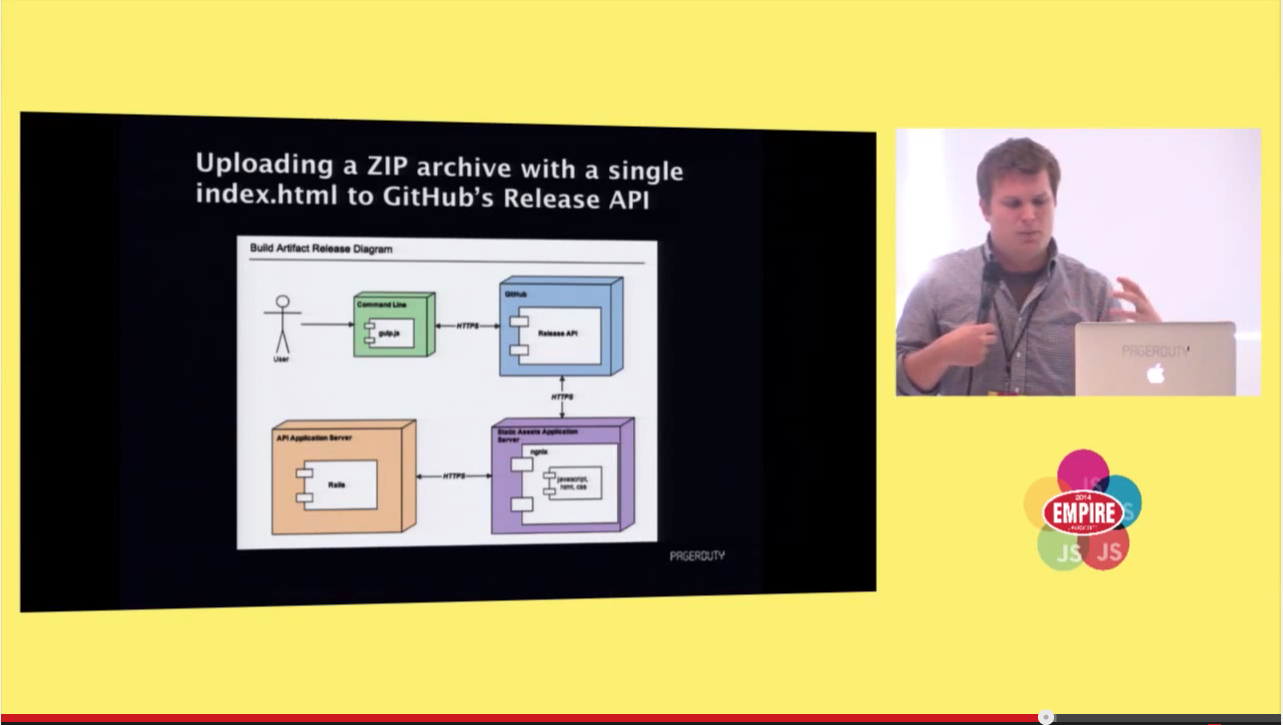 Uploading a ZIP archive with a single
index.html to GitHub's Release API
Build Artifact Release Diagram
Command Line
gulp.js
HTTPS
GitHub
Release API
User
HTTPS
API Application Server
Rails
HTTPS
Static Assets Application
Server
ngnix
javascript,
html, css
PAGERDUTY
PAGERDUTY
JS
JS
2014
EMPIRE
JS
JS